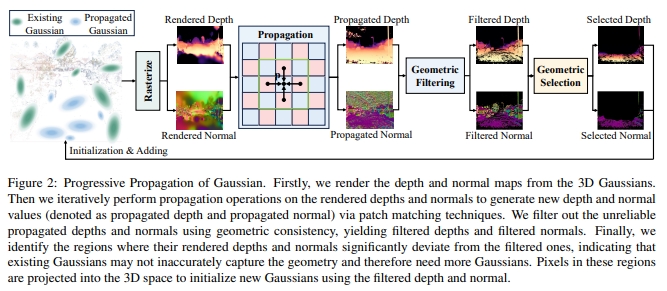 Existing Gaussian
Propagated Gaussian
Rendered Depth
Propagation
Propagated Depth
Filtered Depth
Selected Depth
Rasterize
p
Geometric Filtering
Geometric Selection
Rendered Normal
Propagated Normal
Filtered Normal
Selected Normal
Initialization & Adding
Figure 2: Progressive Propagation of Gaussian. Firstly, we render the depth and normal maps from the 3D Gaussians.
Then we iteratively perform propagation operations on the rendered depths and normals to generate new depth and normal
values (denoted as propagated depth and propagated normal) via patch matching techniques. We filter out the unreliable
propagated depths and normals using geometric consistency, yielding filtered depths and filtered normals. Finally, we
identify the regions where their rendered depths and normals significantly deviate from the filtered ones, indicating that
existing Gaussians may not inaccurately capture the geometry and therefore need more Gaussians. Pixels in these regions
are projected into the 3D space to initialize new Gaussians using the filtered depth and normal.